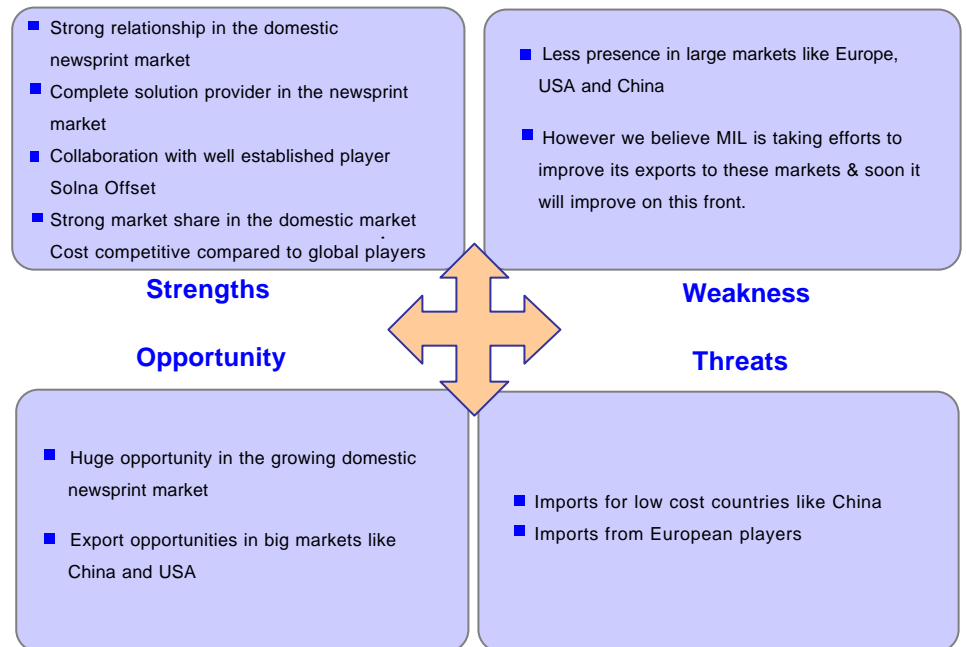 Strong relationship in the domestic
newsprint market
Complete solution provider in the newsprint
market
Collaboration with well established player
Solna Offset
Strong market share in the domestic market
Cost competitive compared to global players
Strengths
Less presence in large markets like Europe,
USA and China
However we believe MIL is taking efforts to
improve its exports to these markets & soon it
will improve on this front.
Weakness
Opportunity
Huge opportunity in the growing domestic
newsprint market
Export opportunities in big markets like
China and USA
Threats
Imports for low cost countries like China
Imports from European players